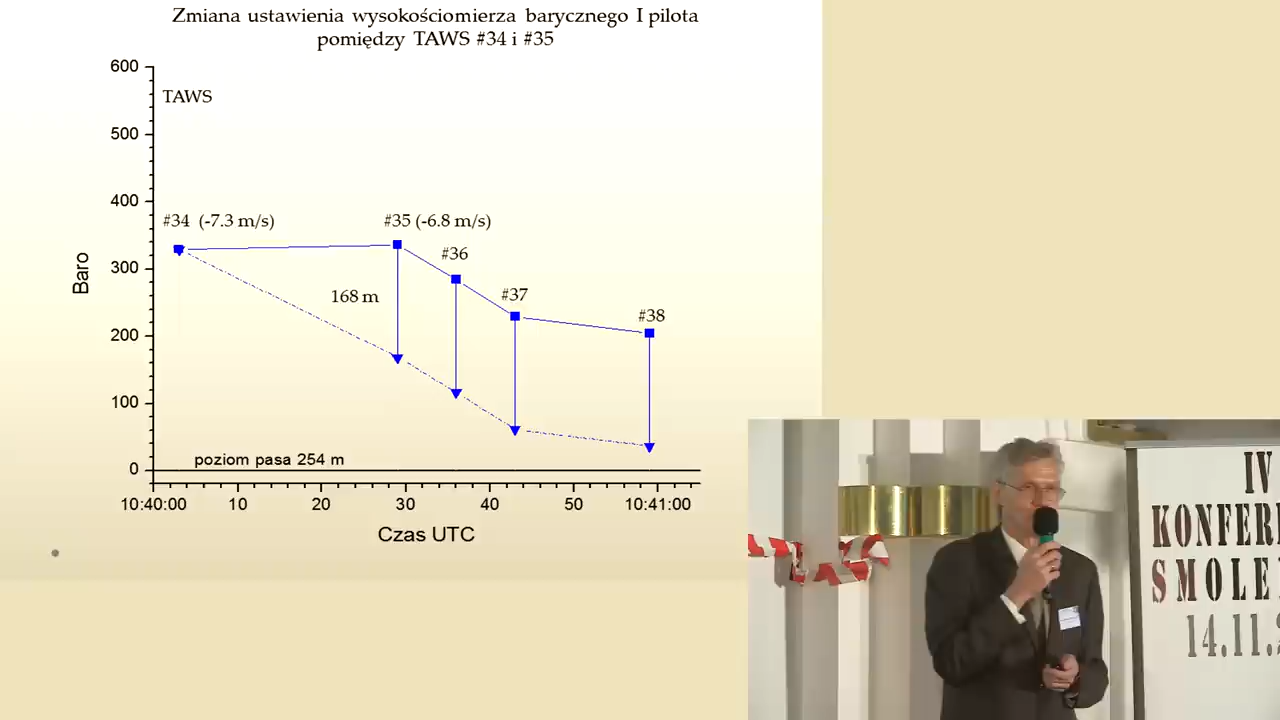 Zmiana ustawienia wysokościomierza barycznego I pilota
pomiędzy TAWS #34 i #35
600
TAWS
500
400
#34 (-7.3 m/s)
#35 (-6.8 m/s)
#36
300
168 m
#37
#38
Baro
200
100
poziom pasa 254 m
0
10:40:00 10 20 30 40 50 10:41:00
Czas UTC
IV
KONFER
SMOLE
14.11.